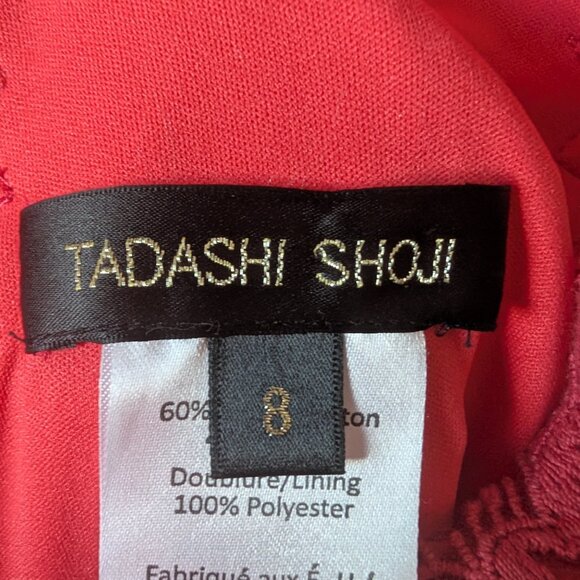 TADASHI SHOJI
8
60%
Doublure/Lining
100% Polyester
Fabriqué aux É.